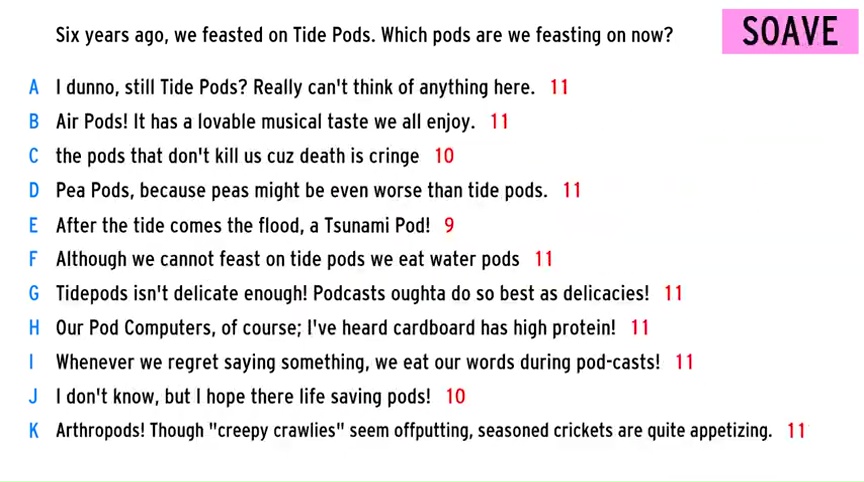 Six years ago, we feasted on Tide Pods. Which pods are we feasting on now?
SOAVE
A I dunno, still Tide Pods? Really can't think of anything here. 11
B Air Pods! It has a lovable musical taste we all enjoy. 11
C the pods that don't kill us cuz death is cringe 10
D Pea Pods, because peas might be even worse than tide pods. 11
E After the tide comes the flood, a Tsunami Pod! 9
F Although we cannot feast on tide pods we eat water pods 11
G Tidepods isn't delicate enough! Podcasts oughta do so best as delicacies! 11
H Our Pod Computers, of course; I've heard cardboard has high protein! 11
I Whenever we regret saying something, we eat our words during pod-casts! 11
J I don't know, but I hope there life saving pods! 10
K Arthropods! Though "creepy crawlies" seem offputting, seasoned crickets are quite appetizing. 11